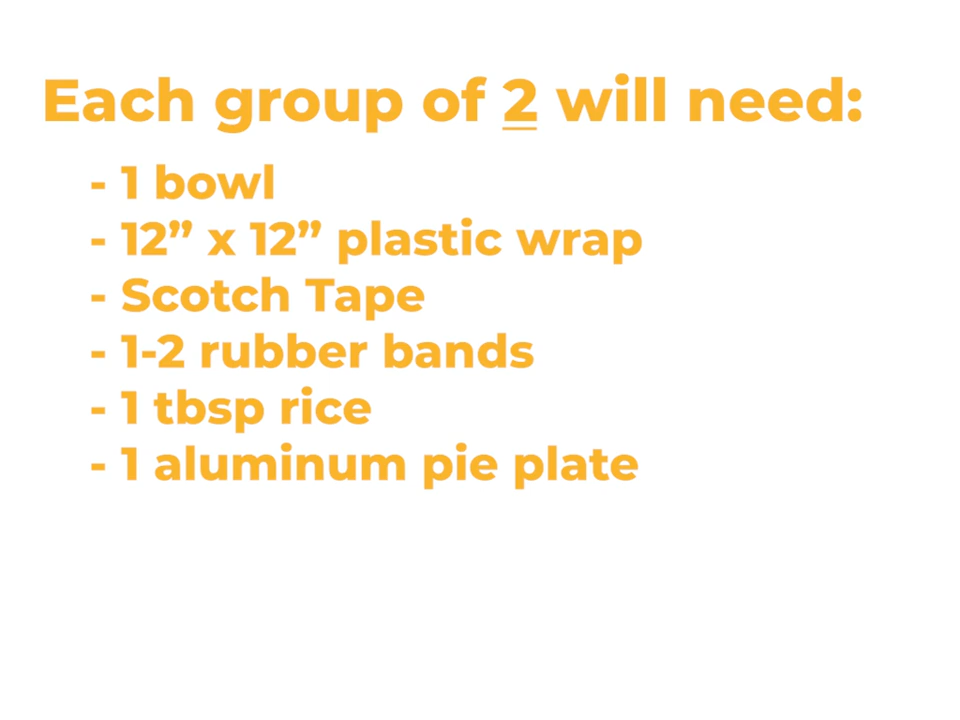 Each group of 2 will need:
- 1 bowl
- 12” x 12” plastic wrap
- Scotch Tape
- 1-2 rubber bands
- 1 tbsp rice
- 1 aluminum pie plate